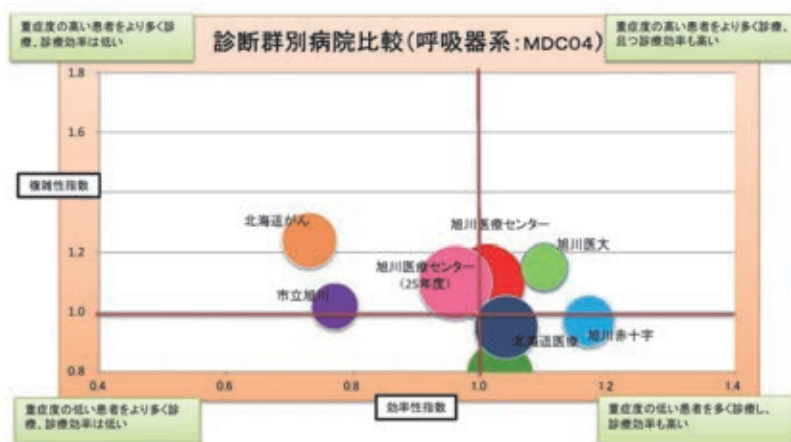 重症度の高い患者をより多く診
療、診療効率は低い
診断群別病院比較(呼吸器系:MDC04)
重症度の高い患者をより多く診療、
且つ診療効率も高い
1.8
1.6
複雑性指数
1.2
1.0
0.8
北海道がん
旭川医療センター
旭川医大
旭川医療センター
(25年度)
市立旭川
北海道医療
旭川赤十字
0.4
0.6
0.8
1.0
1.2
1.4
効率性指数
重症度の低い患者をより多く診
療、診療効率は低い
重症度の低い患者を多く診療し、
診療効率も高い